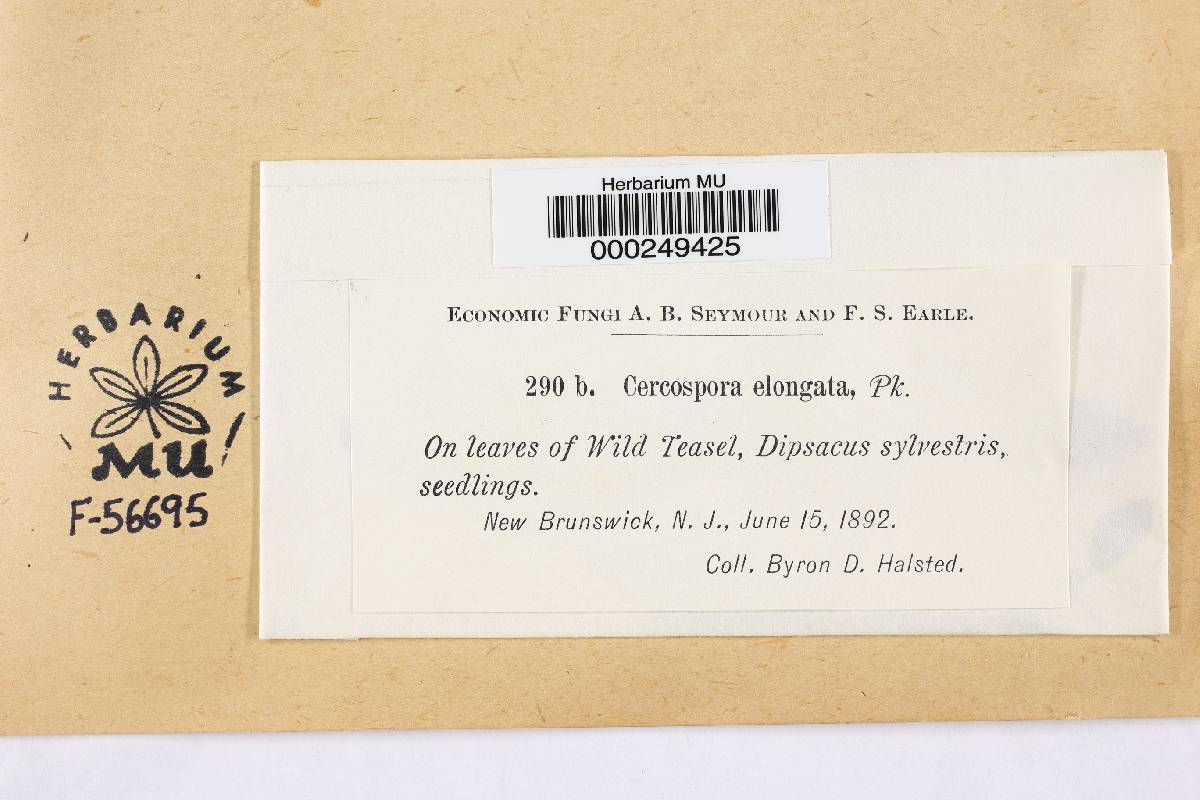 Herbarium MU
000249425
ECONOMIC FUNGI A. B. SEYMOUR AND F. S. EARLE.
290 b. Cercospora elongata, Pk.
On leaves of Wild Teasel, Dipsacus sylvestris,
seedlings.
New Brunswick, N. J., June 15, 1892.
Coll. Byron D. Halsted.
HERBARIUM
MU
F-56695